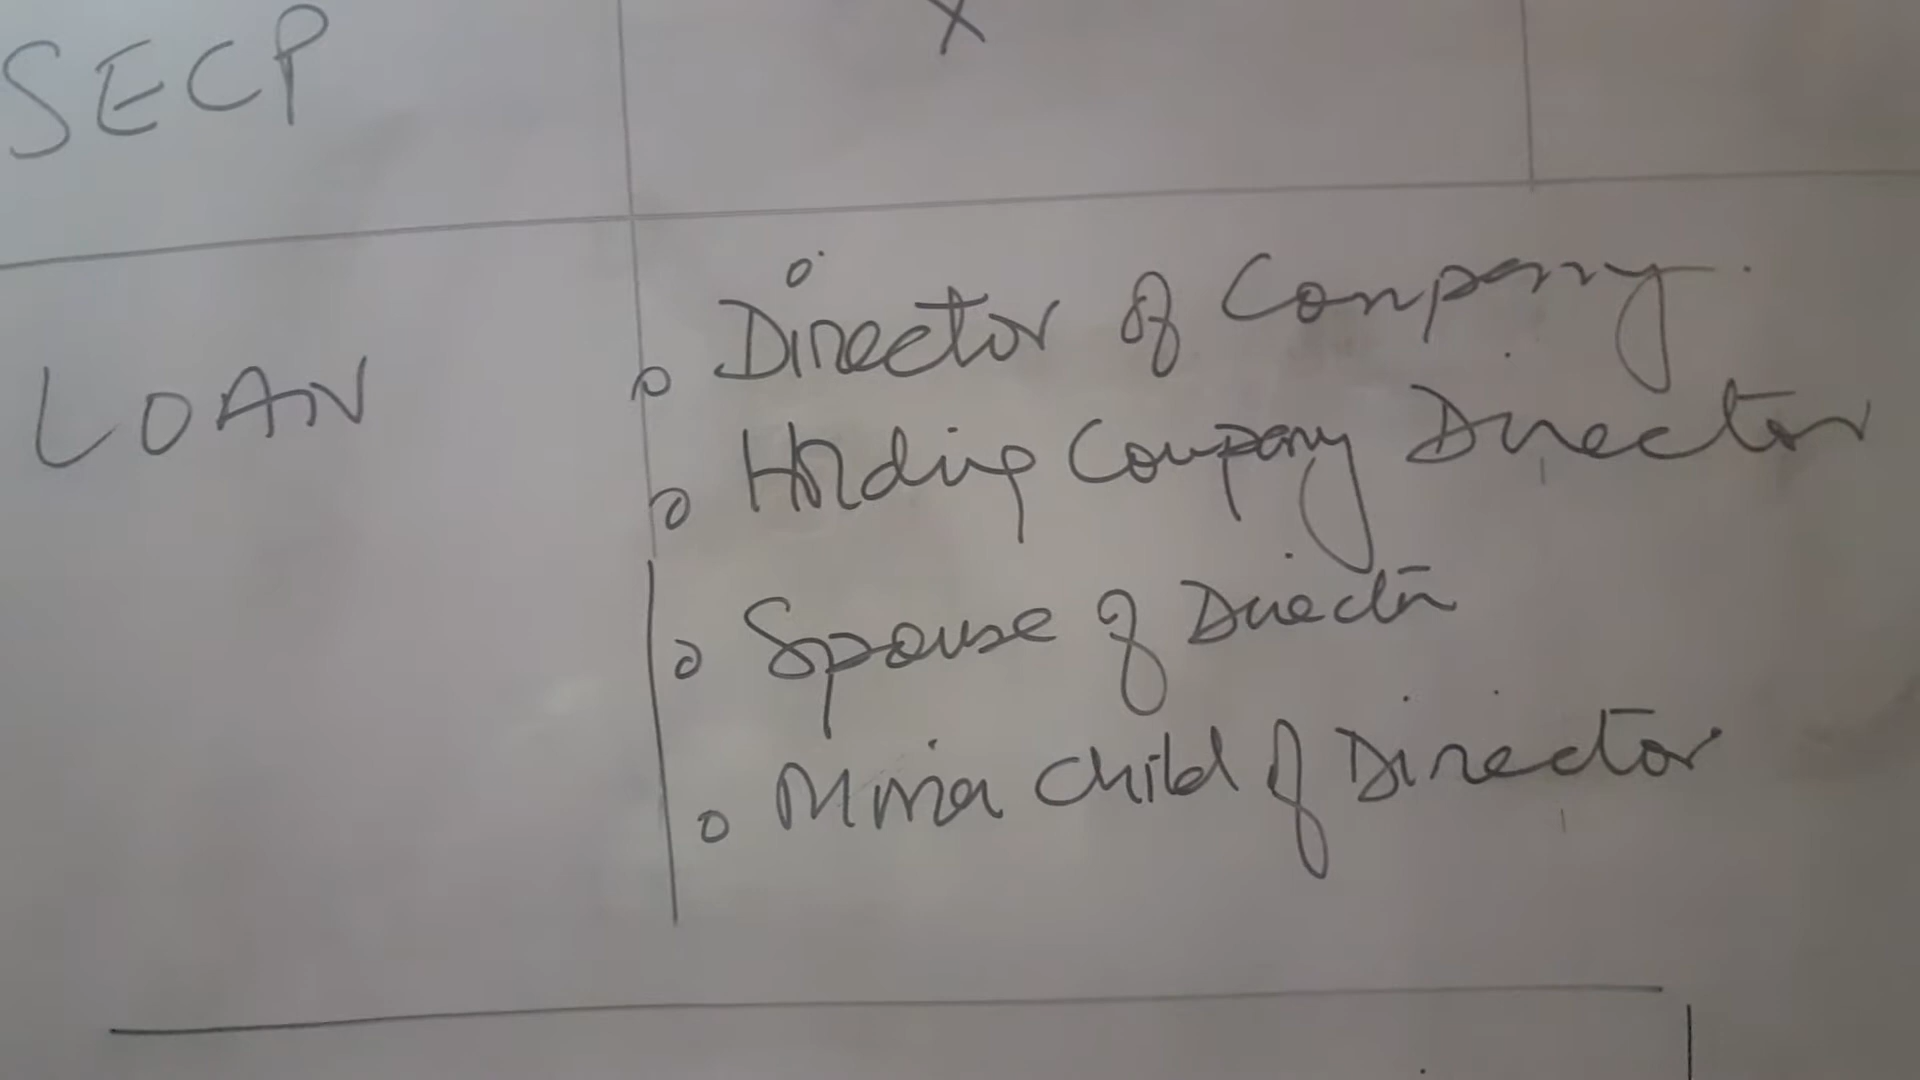 SECP
X
LOAN
Director of Company
Holding Company Director
Spouse of Director
Minor child of Director